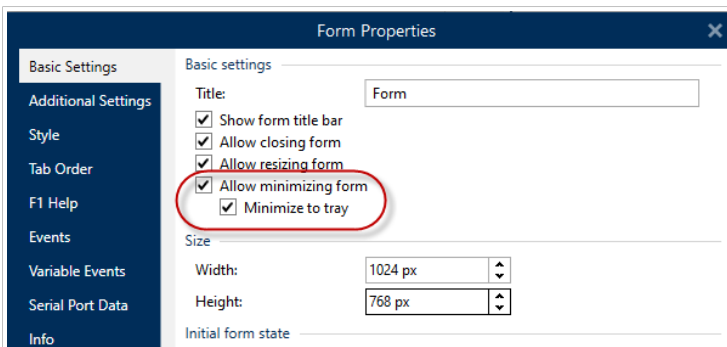 Form Properties
Basic Settings
Additional Settings
Style
Tab Order
F1 Help
Events
Variable Events
Serial Port Data
Info
Basic settings
Title: Form
Show form title bar
Allow closing form
Allow resizing form
Allow minimizing form
Minimize to tray
Size
Width: 1024 px
Height: 768 px
Initial form state